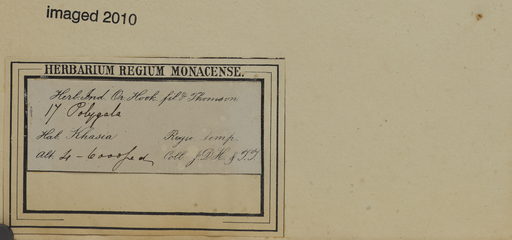 imaged 2010
HERBARIUM REGIUM MONACENSE.
Herb. Ind. Or. Hook. fil. & Thomson
17 Polygala
Hab. Khasia Regio temp.
Alt. 4-6000 ped Coll. J.D.H. & T.T.